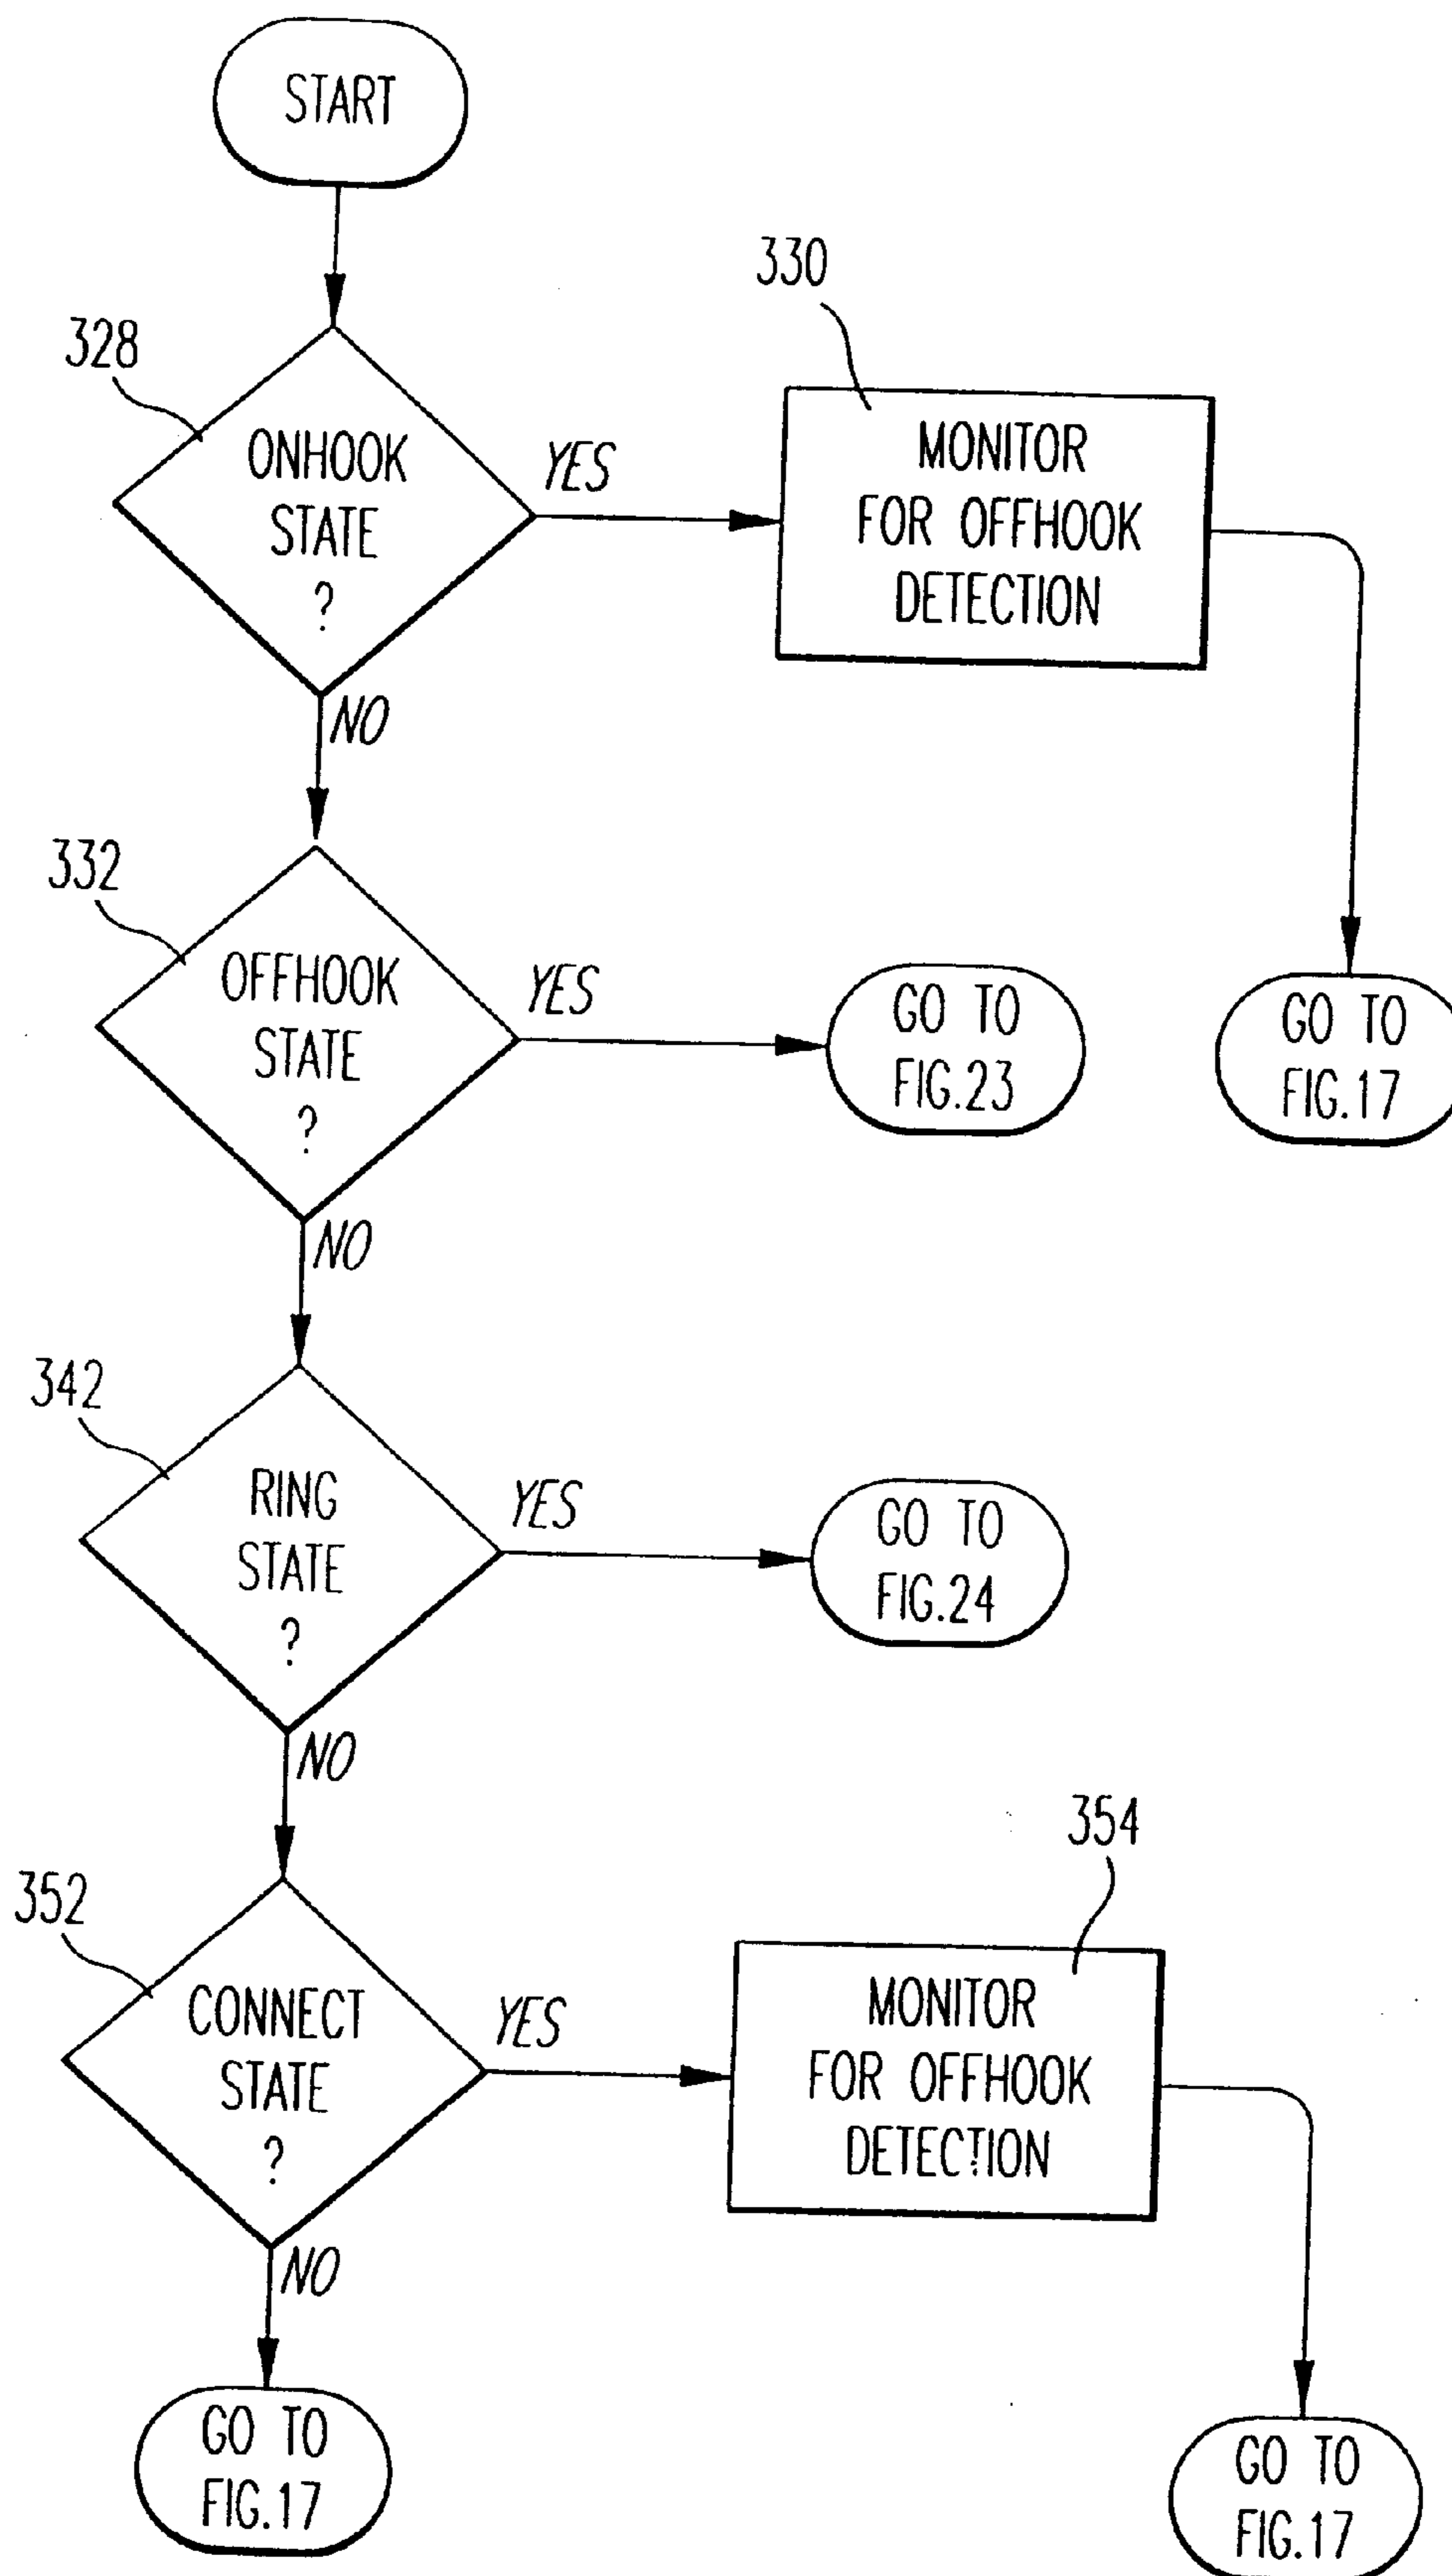 START
330
328
ONHOOK
STATE
?
YES
MONITOR
FOR OFFHOOK
DETECTION
NO
332
OFFHOOK
STATE
?
YES
GO TO
FIG.23
GO TO
FIG.17
NO
342
RING
STATE
?
YES
GO TO
FIG.24
NO
354
352
CONNECT
STATE
?
YES
MONITOR
FOR OFFHOOK
DETECTION
NO
GO TO
FIG.17
GO TO
FIG.17